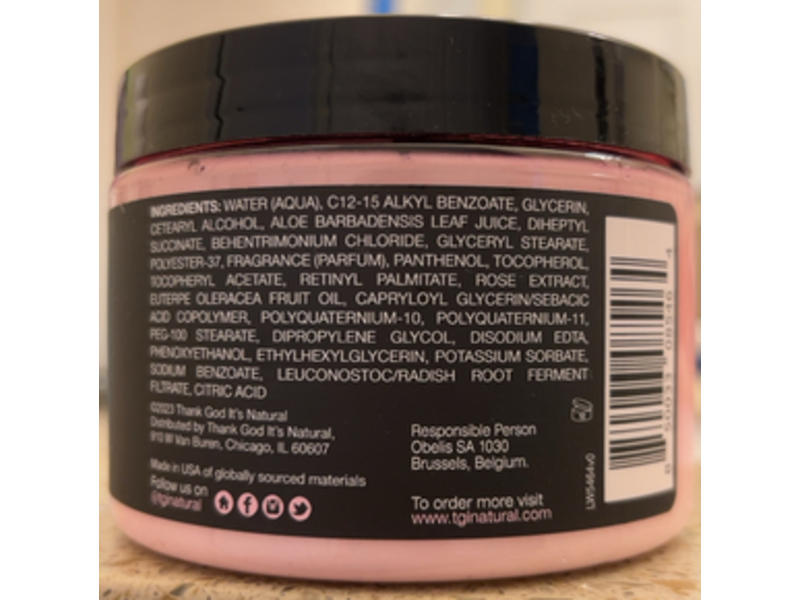 INGREDIENTS: WATER (AQUA), C12-15 ALKYL BENZOATE, GLYCERIN,
CETEARYL ALCOHOL, ALOE BARBADENSIS LEAF JUICE, DIHEPTYL
SUCCINATE, BEHENTRIMONIUM CHLORIDE, GLYCERYL STEARATE,
POLYESTER-37, FRAGRANCE (PARFUM), PANTHENOL, TOCOPHEROL,
TOCOPHERYL ACETATE, RETINYL PALMITATE, ROSE EXTRACT,
EUTERPE OLERACEA FRUIT OIL, CAPRYLOYL GLYCERIN/SEBACIC
ACID COPOLYMER, POLYQUATERNIUM-10, POLYQUATERNIUM-11,
PEG-100 STEARATE, DIPROPYLENE GLYCOL, DISODIUM EDTA,
PHENOXYETHANOL, ETHYLHEXYLGLYCERIN, POTASSIUM SORBATE,
SODIUM BENZOATE, LEUCONOSTOC/RADISH ROOT FERMENT
FILTRATE, CITRIC ACID
©2023 Thank God It's Natural
Distributed by Thank God It's Natural,
910 W Van Buren, Chicago, IL 60607
Made in USA of globally sourced materials
Follow us on
@tginatural
Responsible Person
Obelis SA 1030
Brussels, Belgium.
To order more visit
www.tginatural.com
LW5464v0